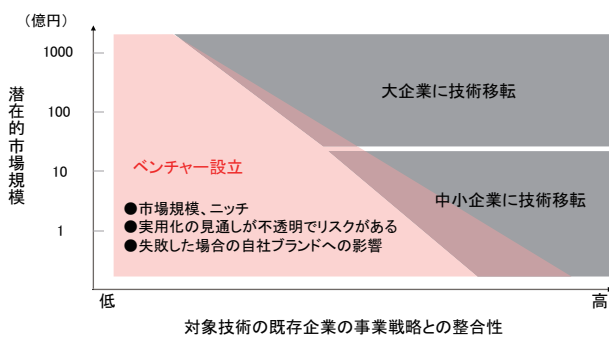 (億円)
1000
100
10
1
潜在的市場規模
大企業に技術移転
中小企業に技術移転
ベンチャー設立
●市場規模、ニッチ
●実用化の見通しが不透明でリスクがある
●失敗した場合の自社ブランドへの影響
低
高
対象技術の既存企業の事業戦略との整合性